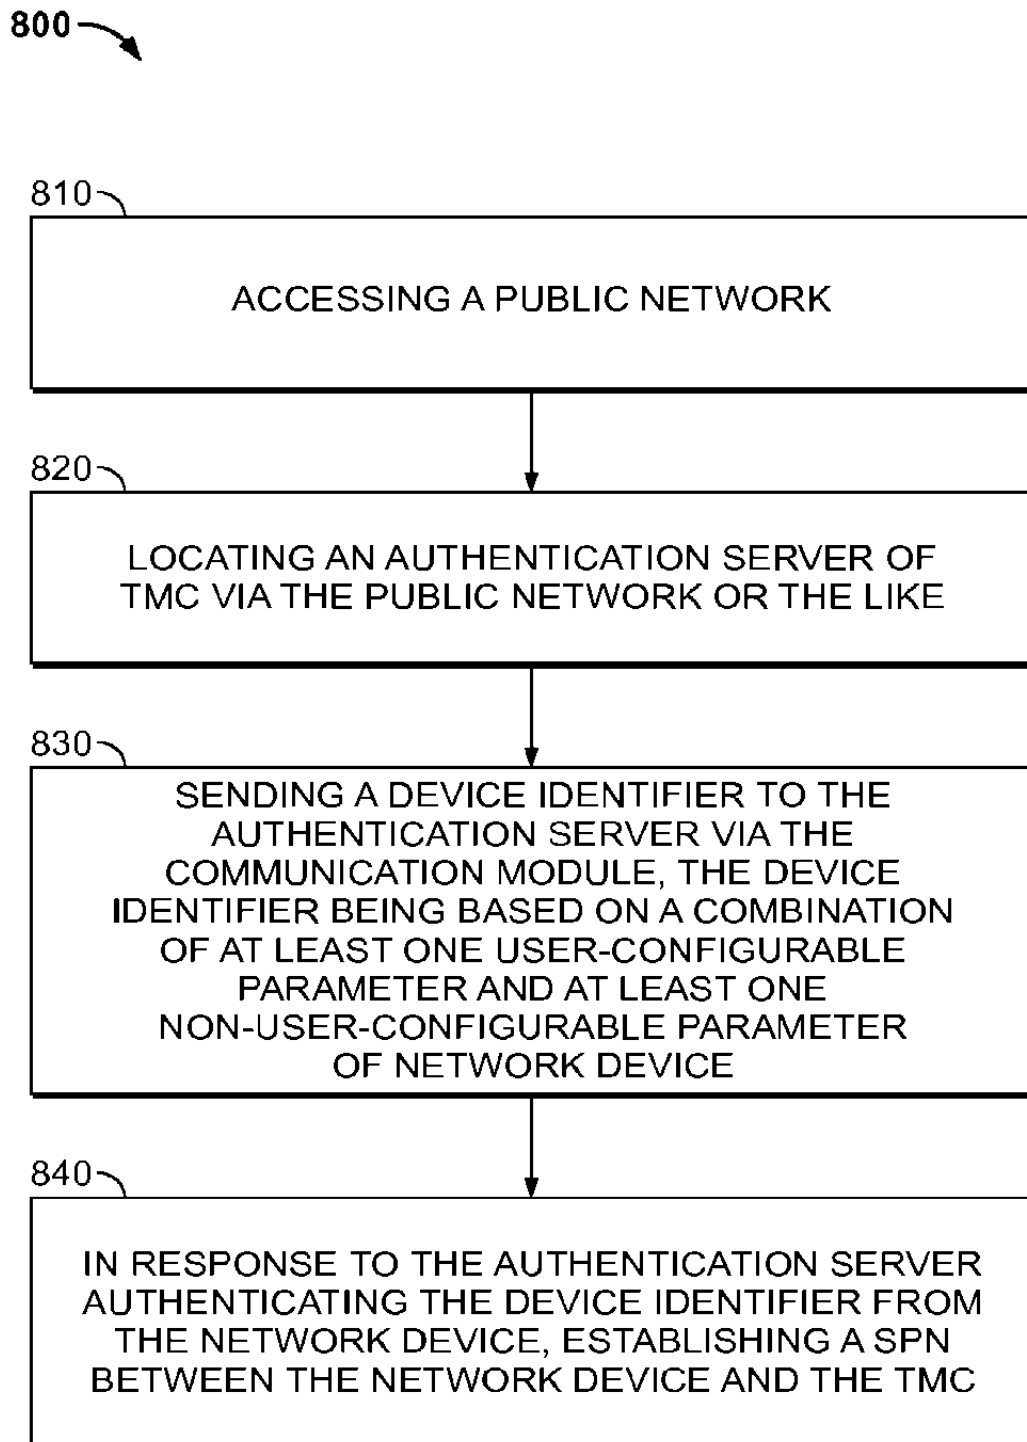 800
810
ACCESSING A PUBLIC NETWORK
820
LOCATING AN AUTHENTICATION SERVER OF
TMC VIA THE PUBLIC NETWORK OR THE LIKE
830
SENDING A DEVICE IDENTIFIER TO THE
AUTHENTICATION SERVER VIA THE
COMMUNICATION MODULE, THE DEVICE
IDENTIFIER BEING BASED ON A COMBINATION
OF AT LEAST ONE USER-CONFIGURABLE
PARAMETER AND AT LEAST ONE
NON-USER-CONFIGURABLE PARAMETER
OF NETWORK DEVICE
840
IN RESPONSE TO THE AUTHENTICATION SERVER
AUTHENTICATING THE DEVICE IDENTIFIER FROM
THE NETWORK DEVICE, ESTABLISHING A SPN
BETWEEN THE NETWORK DEVICE AND THE TMC